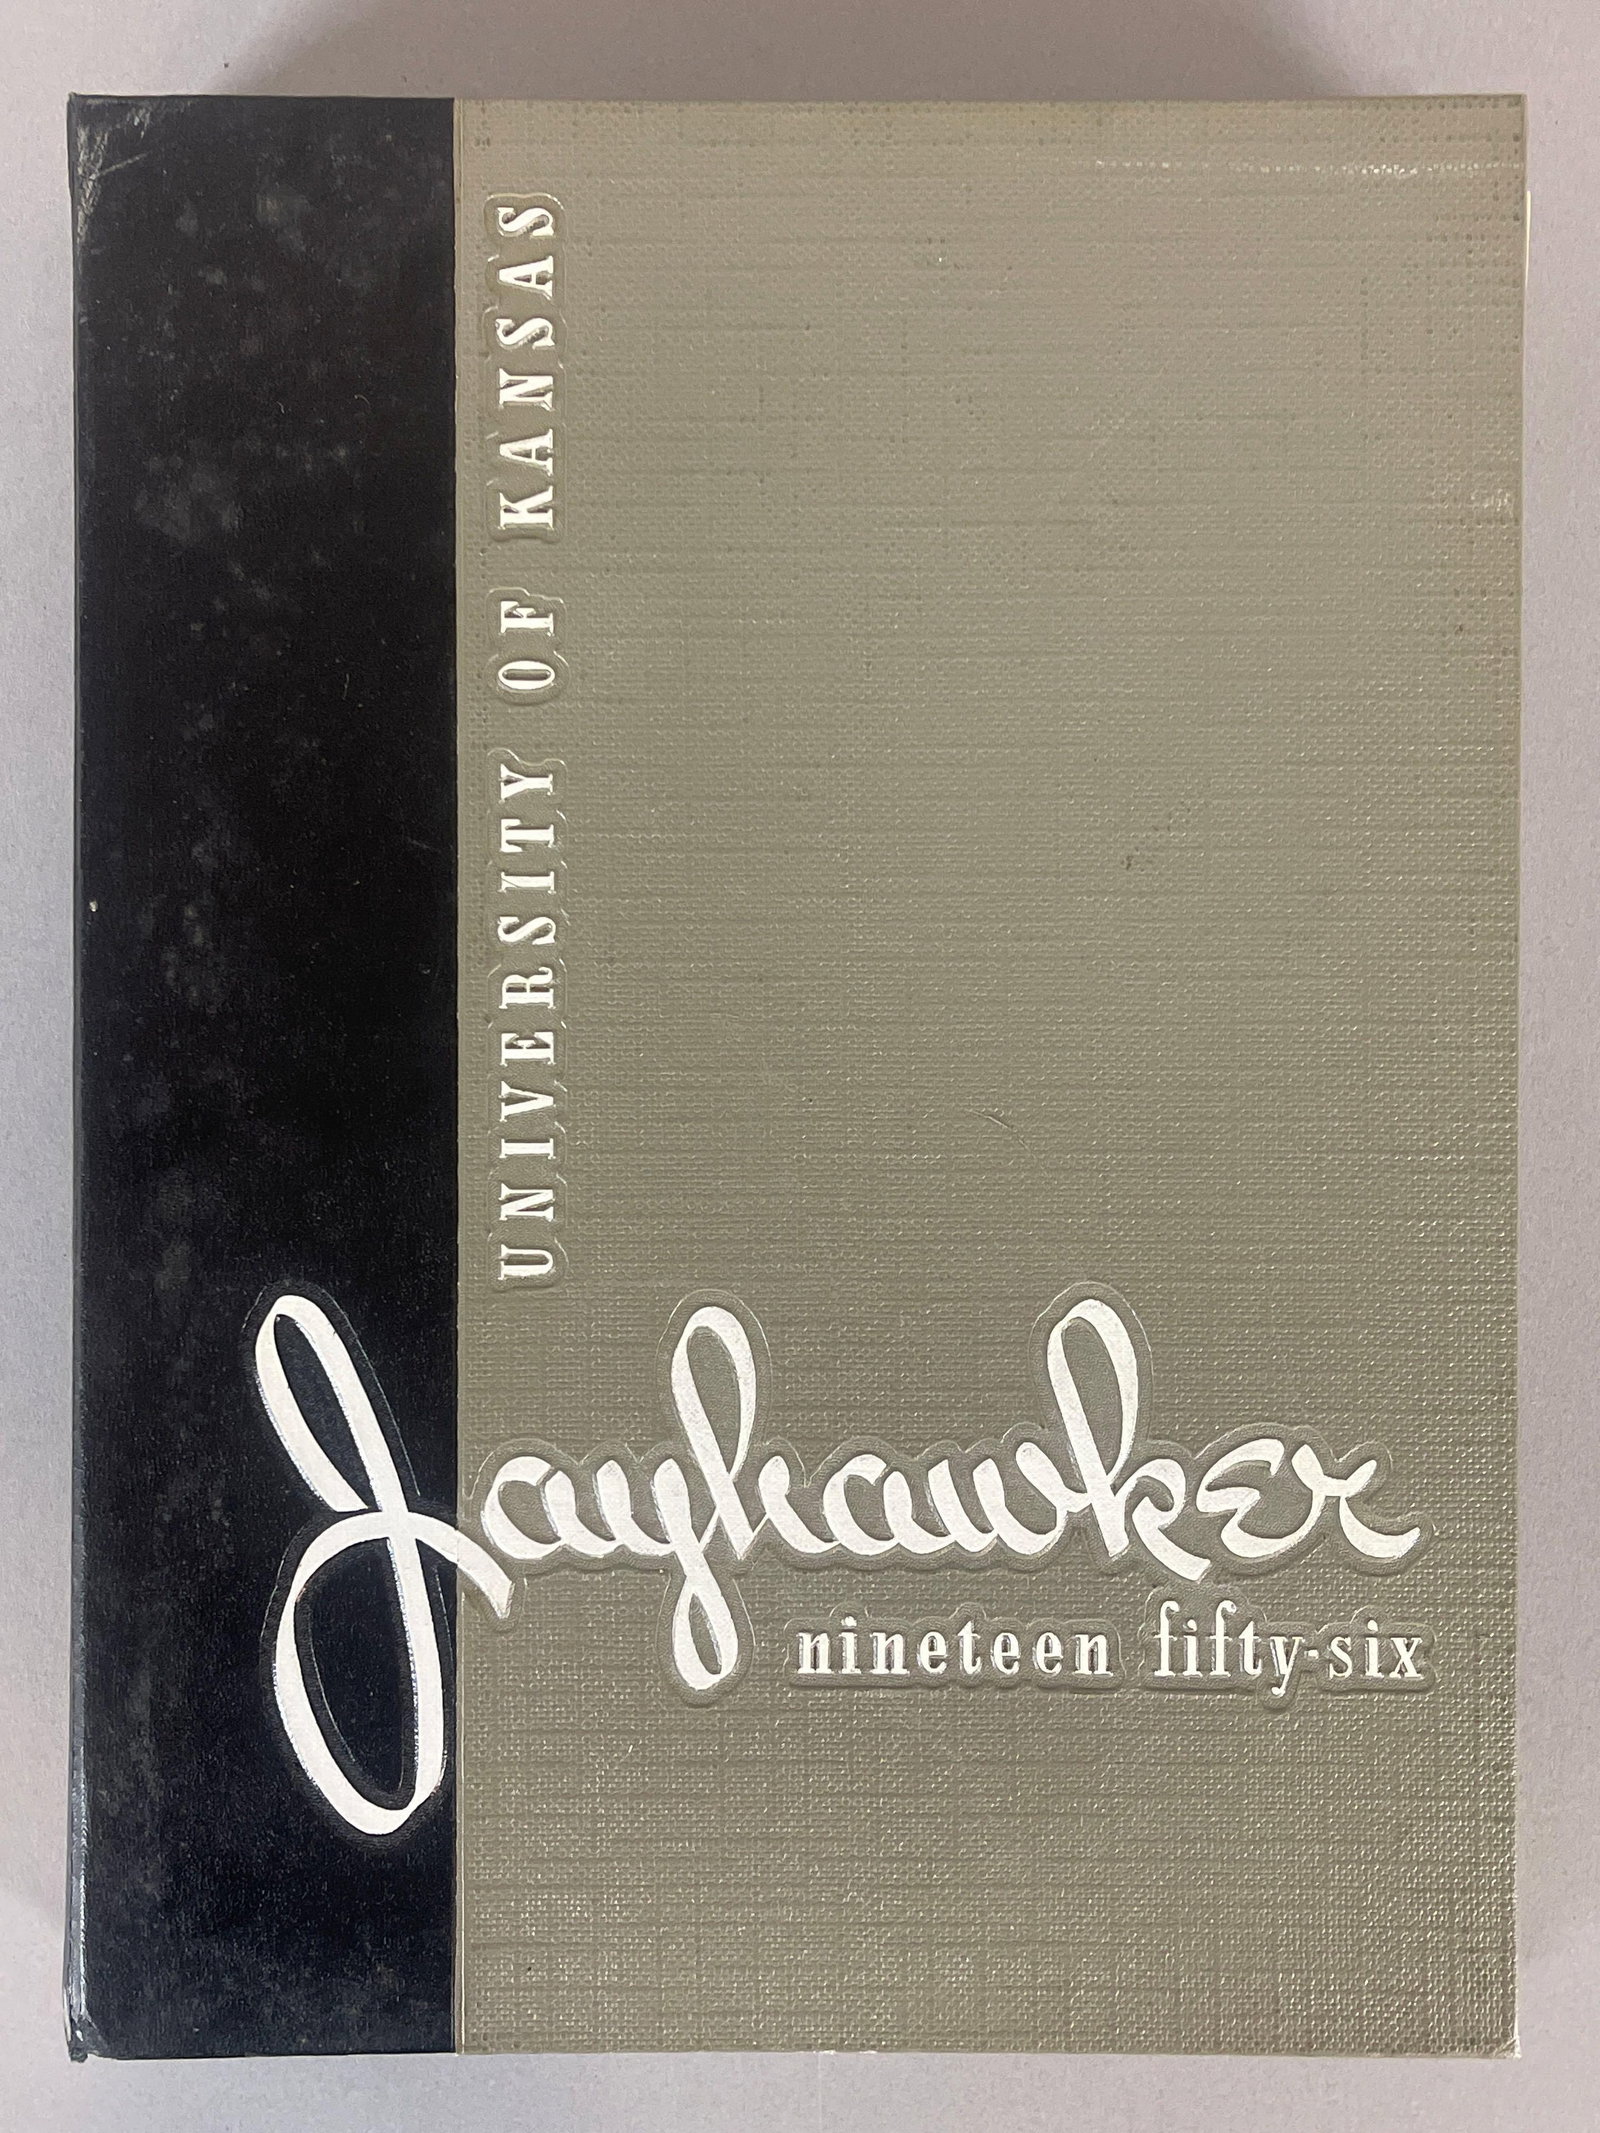 UNIVERSITY OF KANSAS
Jayhawker
nineteen fifty-six